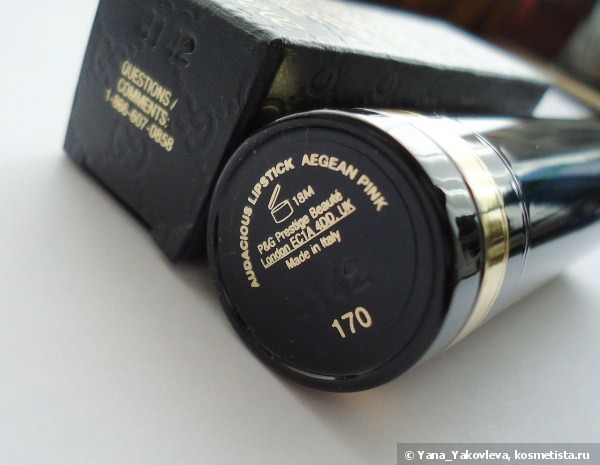 QUESTIONS /
COMMENTS:
1-866-607-0858
AUDACIOUS LIPSTICK AEGEAN PINK
18M
P&G Prestige Beauté
London EC1A 4DD, UK
Made in Italy
170
© Yana_Yakovleva, kosmetista.ru